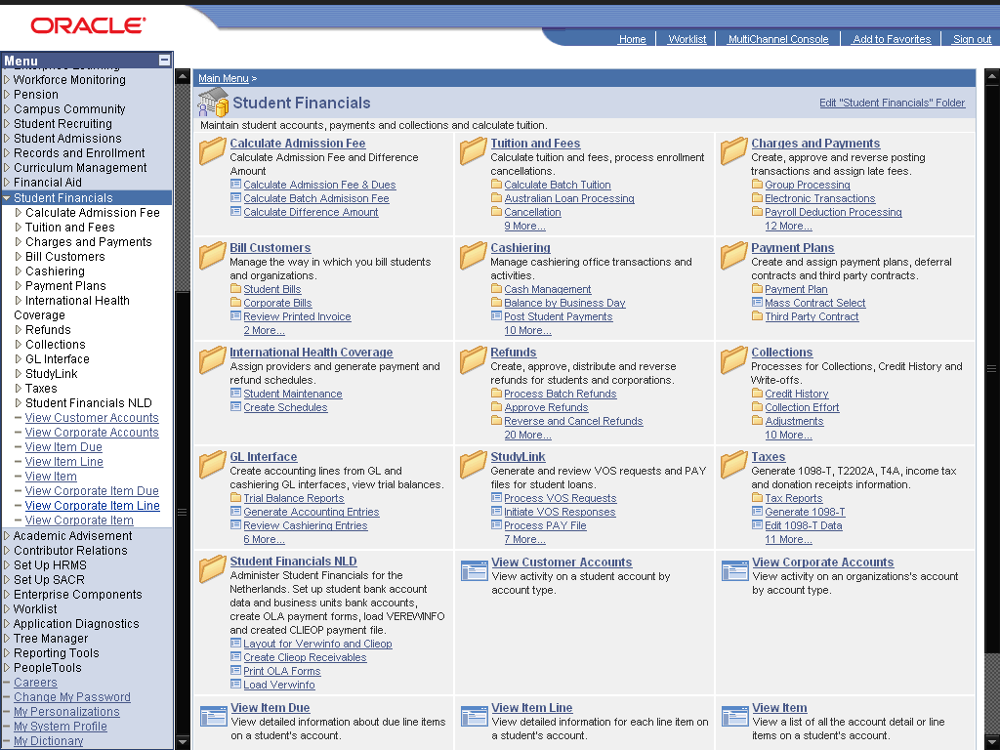 ORACLE
Home
Worklist
MultiChannel Console
Add to Favorites
Sign out
Menu
Workforce Monitoring
Pension
Campus Community
Student Recruiting
Student Admissions
Records and Enrollment
Curriculum Management
Financial Aid
Student Financials
Calculate Admission Fee
Tuition and Fees
Charges and Payments
Bill Customers
Cashiering
Payment Plans
International Health
Coverage
Refunds
Collections
GL Interface
StudyLink
Taxes
Student Financials NLD
View Customer Accounts
View Corporate Accounts
View Item Due
View Item Line
View Item
View Corporate Item Due
View Corporate Item Line
View Corporate Item
Academic Advisement
Contributor Relations
Set Up HRMS
Set Up SACR
Enterprise Components
Worklist
Application Diagnostics
Tree Manager
Reporting Tools
PeopleTools
Careers
Change My Password
My Personalizations
My System Profile
My Dictionary
Main Menu >
Student Financials
Edit "Student Financials" Folder
Maintain student accounts, payments and collections and calculate tuition.
Calculate Admission Fee
Calculate Admission Fee and Difference
Amount
Calculate Admission Fee & Dues
Calculate Batch Admisison Fee
Calculate Difference Amount
Tuition and Fees
Calculate tuition and fees, process enrollment
cancellations.
Calculate Batch Tuition
Australian Loan Processing
Cancellation
9 More...
Charges and Payments
Create, approve and reverse posting
transactions and assign late fees.
Group Processing
Electronic Transactions
Payroll Deduction Processing
12 More...
Bill Customers
Manage the way in which you bill students
and organizations.
Student Bills
Corporate Bills
Review Printed Invoice
2 More...
Cashiering
Manage cashiering office transactions and
activities.
Cash Management
Balance by Business Day
Post Student Payments
10 More...
Payment Plans
Create and assign payment plans, deferral
contracts and third party contracts.
Payment Plan
Mass Contract Select
Third Party Contract
International Health Coverage
Assign providers and generate payment and
refund schedules.
Student Maintenance
Create Schedules
Refunds
Create, approve, distribute and reverse
refunds for students and corporations.
Process Batch Refunds
Approve Refunds
Reverse and Cancel Refunds
20 More...
Collections
Processes for Collections, Credit History and
Write-offs.
Credit History
Collection Effort
Adjustments
10 More...
GL Interface
Create accounting lines from GL and
cashiering GL interfaces, view trial balances.
Trial Balance Reports
Generate Accounting Entries
Review Cashiering Entries
6 More...
StudyLink
Generate and review VOS requests and PAY
files for student loans.
Process VOS Requests
Initiate VOS Responses
Process PAY File
7 More...
Taxes
Generate 1098-T, T2202A, T4A, income tax
and donation receipts information.
Tax Reports
Generate 1098-T
Edit 1098-T Data
11 More...
Student Financials NLD
Administer Student Financials for the
Netherlands. Set up student bank account
data and business units bank accounts,
create OLA payment forms, load VEREWINFO
and created CLIEOP payment file.
Layout for Verwinfo and Clieop
Create Clieop Receivables
Print OLA Forms
Load Verwinfo
View Customer Accounts
View activity on a student account by
account type.
View Corporate Accounts
View activity on an organizations's account
by account type.
View Item Due
View detailed information about due line items
on a student's account.
View Item Line
View detailed information for each line item on
a student's account.
View Item
View a list of all the account detail or line
items on a student's account.